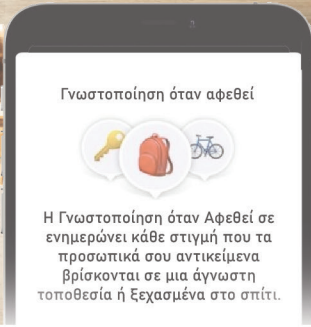 Γνωστοποίηση όταν αφεθεί
Η Γνωστοποίηση όταν Αφεθεί σε
ενημερώνει κάθε στιγμή που τα
προσωπικά σου αντικείμενα
βρίσκονται σε μια άγνωστη
τοποθεσία ή ξεχασμένα στο σπίτι.